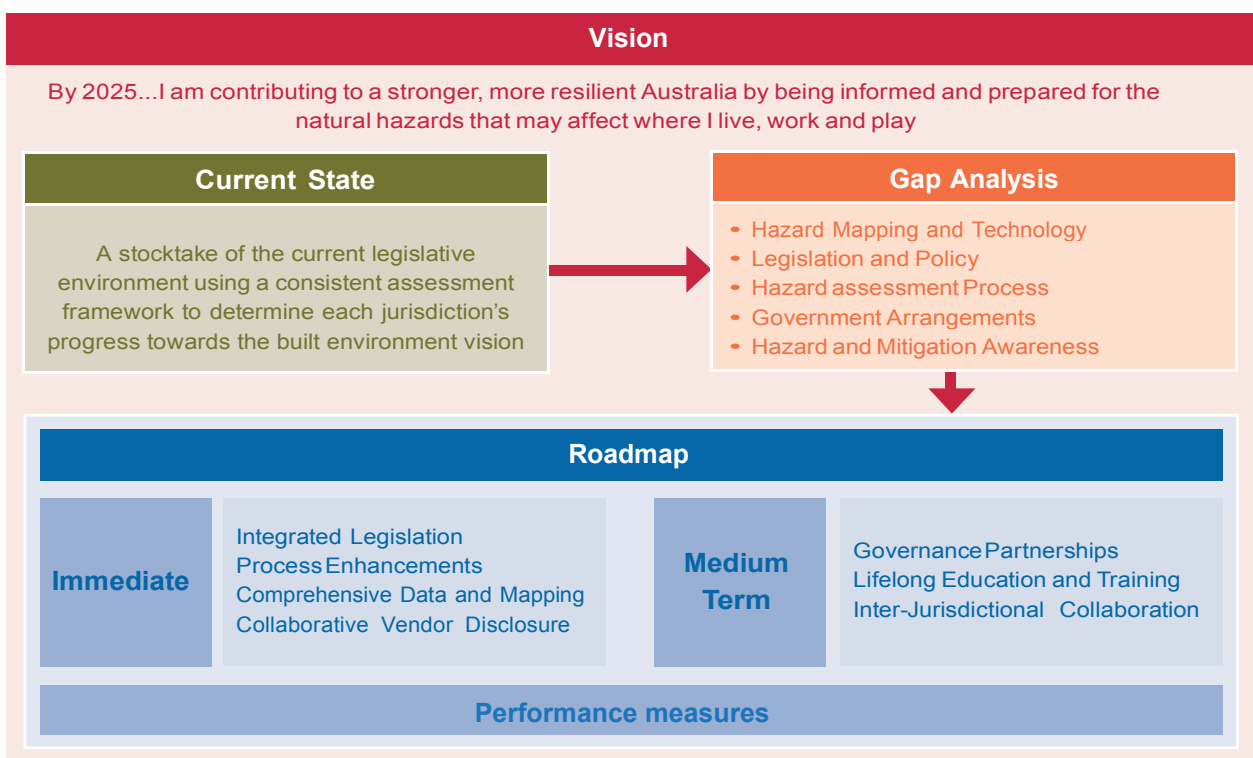 Vision
By 2025...I am contributing to a stronger, more resilient Australia by being informed and prepared for the
natural hazards that may affect where I live, work and play
Current State
A stocktake of the current legislative
environment using a consistent assessment
framework to determine each jurisdiction's
progress towards the built environment vision
Gap Analysis
• Hazard Mapping and Technology
• Legislation and Policy
• Hazard assessment Process
• Government Arrangements
• Hazard and Mitigation Awareness
Roadmap
Immediate
Integrated Legislation
Process Enhancements
Comprehensive Data and Mapping
Collaborative Vendor Disclosure
Medium
Term
Governance Partnerships
Lifelong Education and Training
Inter-Jurisdictional Collaboration
Performance measures